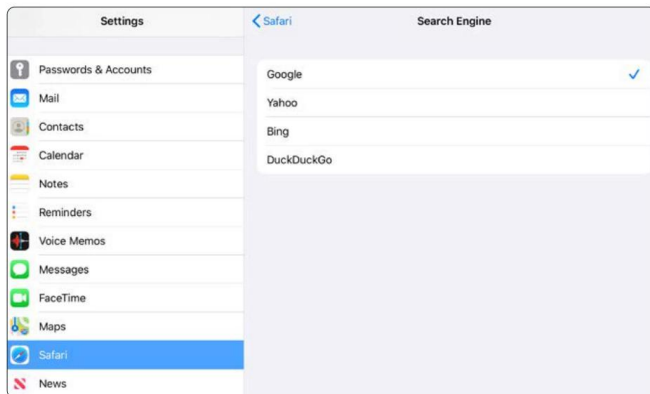 Settings
Safari
Search Engine
Passwords & Accounts
Mail
Contacts
Calendar
Notes
Reminders
Voice Memos
Messages
FaceTime
Maps
Safari
News
Google
Yahoo
Bing
DuckDuckGo